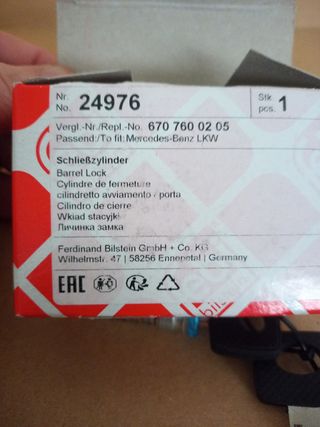 Nr.
No. 24976
Stk.
pcs. 1
Vergl.-Nr./Repl.-No. 670 760 02 05
Passend:/To fit: Mercedes-Benz LKW
Schließzylinder
Barrel Lock
Cylindre de fermeture
cilindretto avviamento / porta
Cilindro de cierre
Wkład stacyjki
Личинка замка
Ferdinand Bilstein GmbH + Co. KG
Wilhelmstr. 47 | 58256 Ennepetal | Germany
EAC
bils